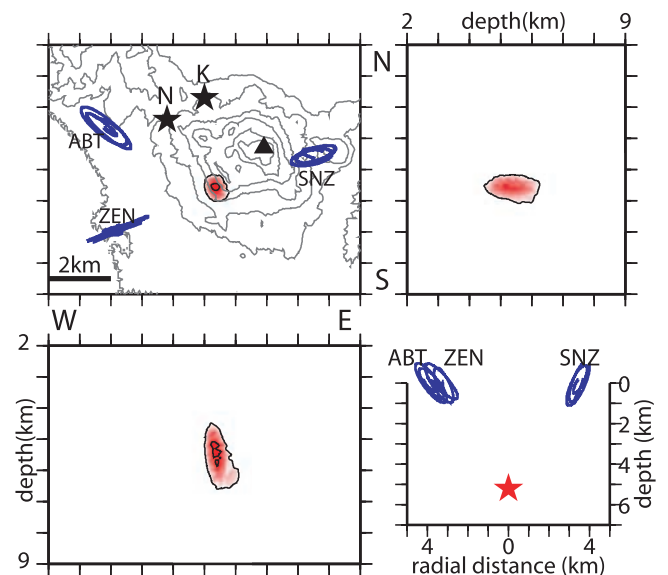 depth(km)
2 9
N
K
N
ABT
SNZ
ZEN
2km
S
W E
2
depth(km)
9
ABT ZEN SNZ
0
2
4
6
depth (km)
4 0 4
radial distance (km)